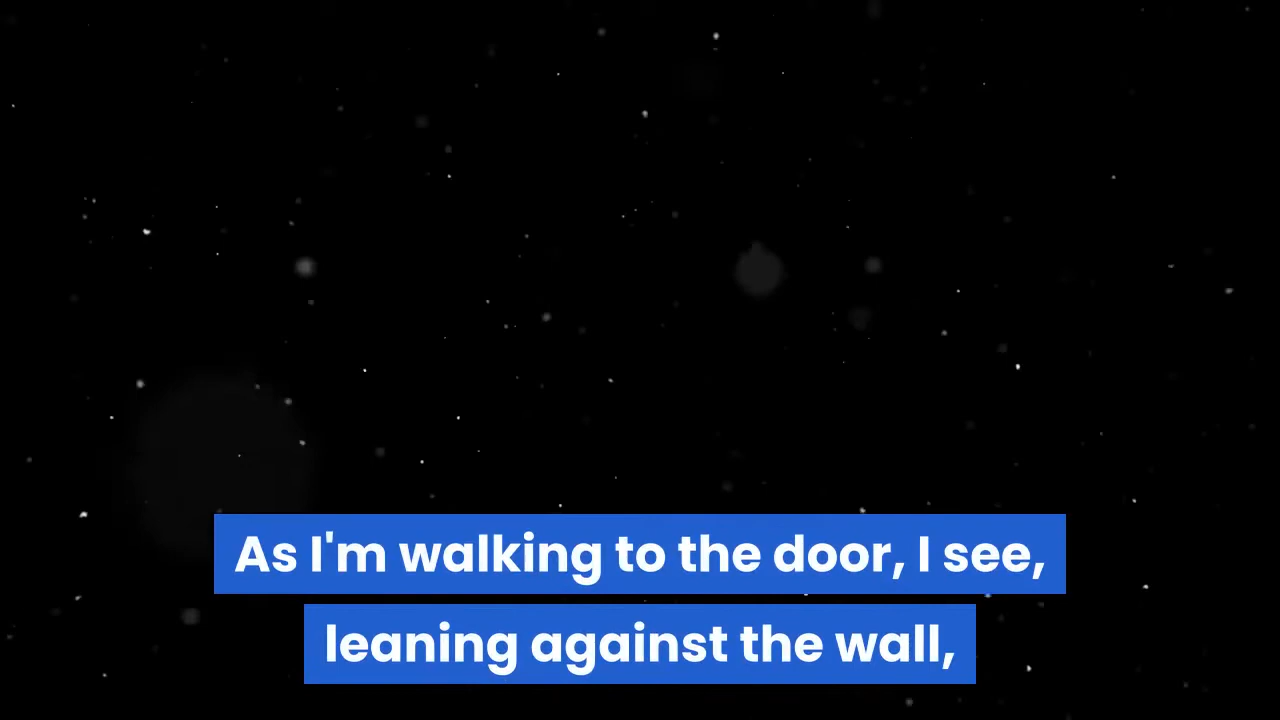 As I'm walking to the door, I see,
leaning against the wall,